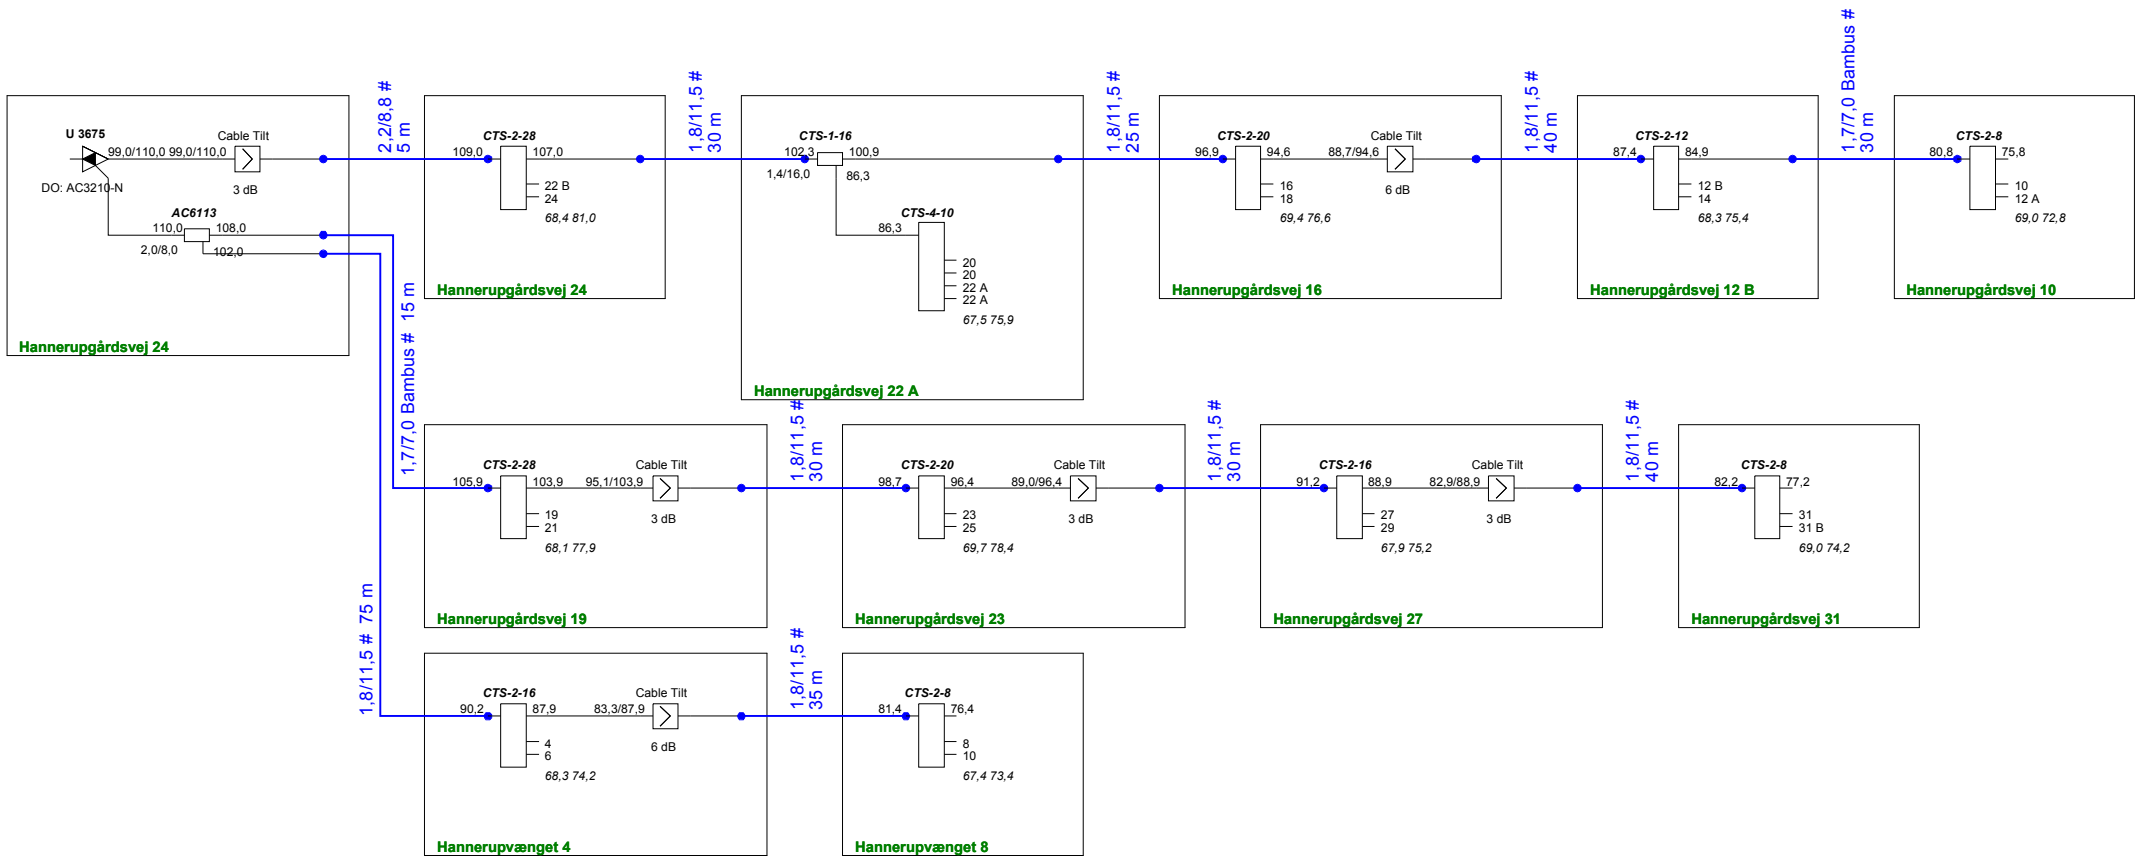 U 3675
99,0/110,0 99,0/110,0
Cable Tilt
3 dB
DO: AC3210-N
AC6113
110,0 108,0
2,0/8,0 102,0
Hannerupgårdsvej 24
2,2/8,8 #
5 m
CTS-2-28
109,0 107,0
22 B
24
68,4 81,0
Hannerupgårdsvej 24
1,8/11,5 #
30 m
CTS-1-16
102,3 100,9
1,4/16,0 86,3
CTS-4-10
86,3
20
20
22 A
22 A
67,5 75,9
Hannerupgårdsvej 22 A
1,8/11,5 #
25 m
CTS-2-20
96,9 94,6
88,7/94,6
Cable Tilt
6 dB
16
18
69,4 76,6
Hannerupgårdsvej 16
1,8/11,5 #
40 m
CTS-2-12
87,4 84,9
12 B
14
68,3 75,4
Hannerupgårdsvej 12 B
1,7/7,0 Bambus #
30 m
CTS-2-8
80,8 75,8
10
12 A
69,0 72,8
Hannerupgårdsvej 10
1,7/7,0 Bambus # 15 m
CTS-2-28
105,9 103,9
95,1/103,9
Cable Tilt
3 dB
19
21
68,1 77,9
Hannerupgårdsvej 19
1,8/11,5 #
30 m
CTS-2-20
98,7 96,4
89,0/96,4
Cable Tilt
3 dB
23
25
69,7 78,4
Hannerupgårdsvej 23
1,8/11,5 #
30 m
CTS-2-16
91,2 88,9
82,9/88,9
Cable Tilt
3 dB
27
29
67,9 75,2
Hannerupgårdsvej 27
1,8/11,5 #
40 m
CTS-2-8
82,2 77,2
31
31 B
69,0 74,2
Hannerupgårdsvej 31
1,8/11,5 # 75 m
CTS-2-16
90,2 87,9
83,3/87,9
Cable Tilt
6 dB
4
6
68,3 74,2
Hannerupvænget 4
1,8/11,5 #
35 m
CTS-2-8
81,4 76,4
8
10
67,4 73,4
Hannerupvænget 8